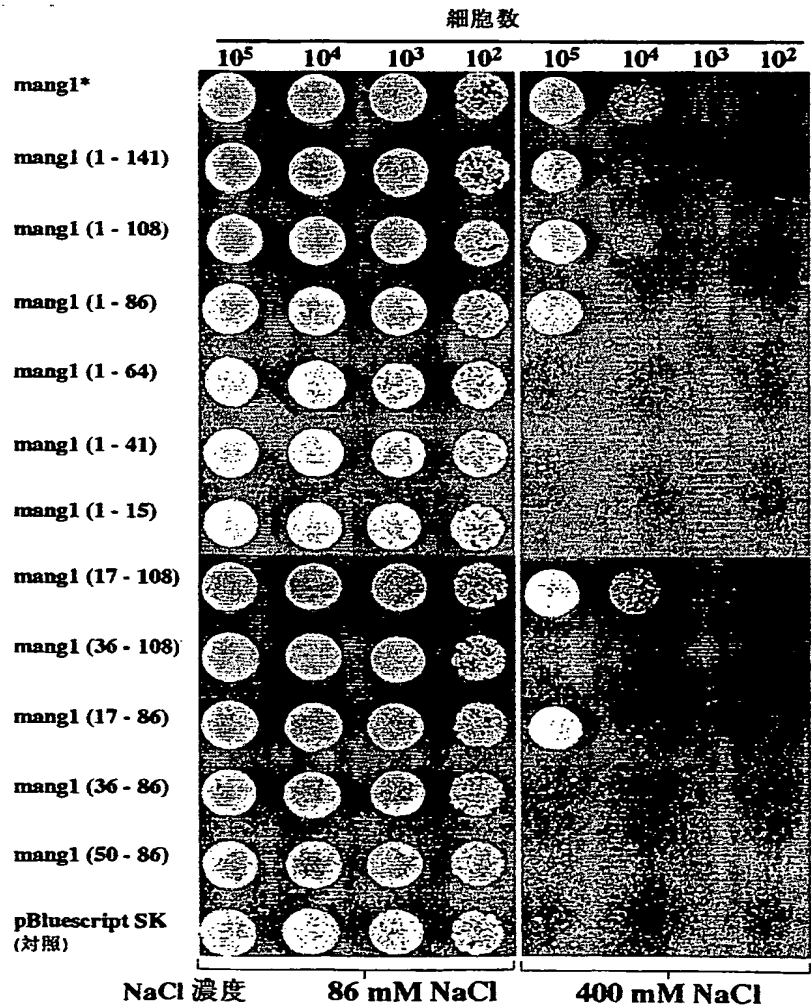 細胞数
10⁵ 10⁴ 10³ 10² 10⁵ 10⁴ 10³ 10²
mang1*
mang1 (1 - 141)
mang1 (1 - 108)
mang1 (1 - 86)
mang1 (1 - 64)
mang1 (1 - 41)
mang1 (1 - 15)
mang1 (17 - 108)
mang1 (36 - 108)
mang1 (17 - 86)
mang1 (36 - 86)
mang1 (50 - 86)
pBluescript SK
(対照)
NaCl 濃度 86 mM NaCl 400 mM NaCl